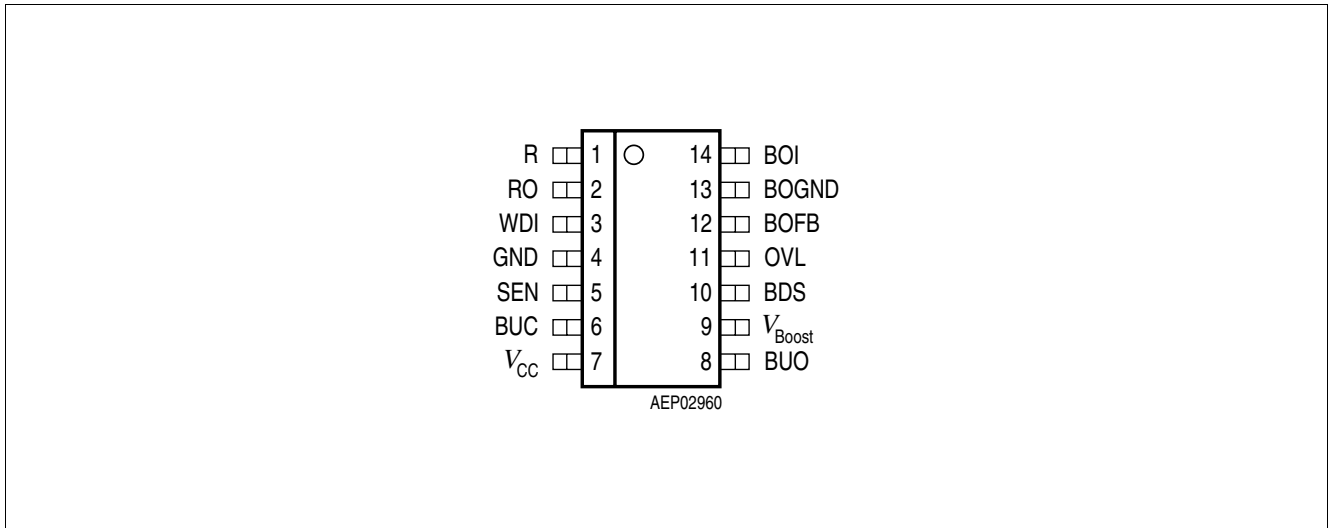 R 1 14 BOI
RO 2 13 BOGND
WDI 3 12 BOFB
GND 4 11 OVL
SEN 5 10 BDS
BUC 6 9 VBoost
VCC 7 8 BUO
AEP02960